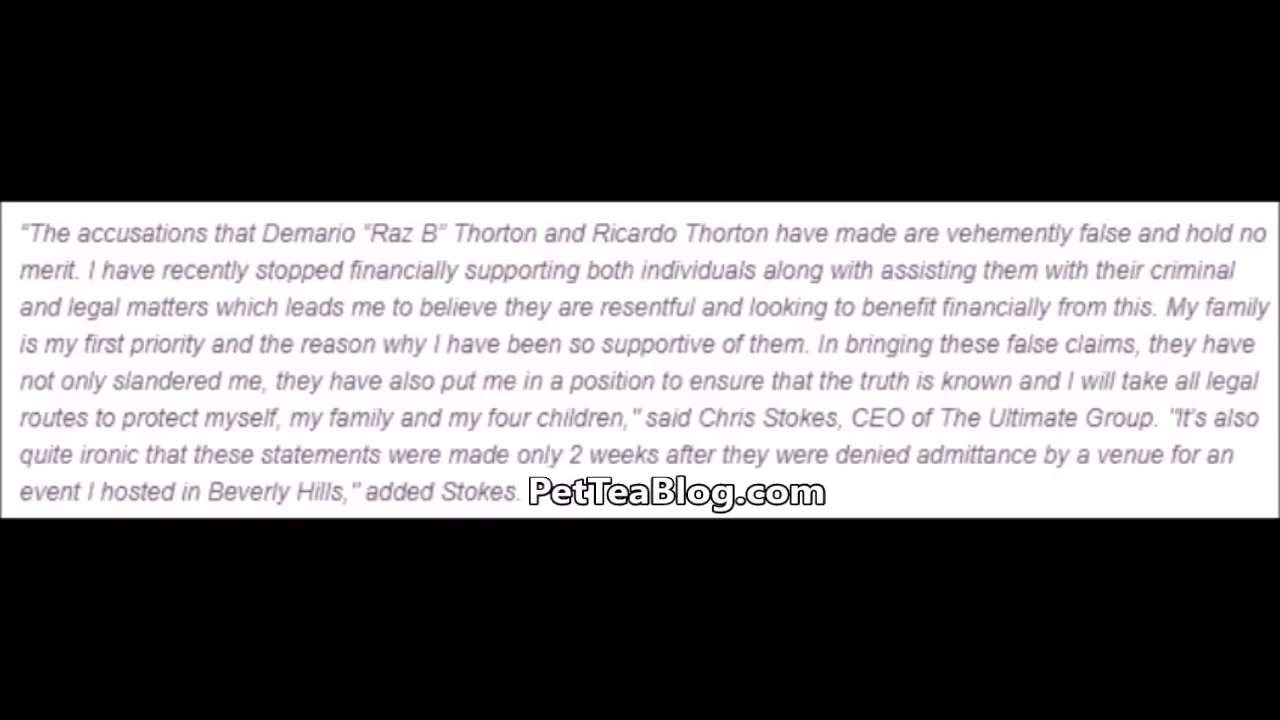 "The accusations that Demario "Raz B" Thorton and Ricardo Thorton have made are vehemently false and hold no
merit. I have recently stopped financially supporting both individuals along with assisting them with their criminal
and legal matters which leads me to believe they are resentful and looking to benefit financially from this. My family
is my first priority and the reason why I have been so supportive of them. In bringing these false claims, they have
not only slandered me, they have also put me in a position to ensure that the truth is known and I will take all legal
routes to protect myself, my family and my four children," said Chris Stokes, CEO of The Ultimate Group. "It's also
quite ironic that these statements were made only 2 weeks after they were denied admittance by a venue for an
event I hosted in Beverly Hills," added Stokes. PetTeaBlog.com